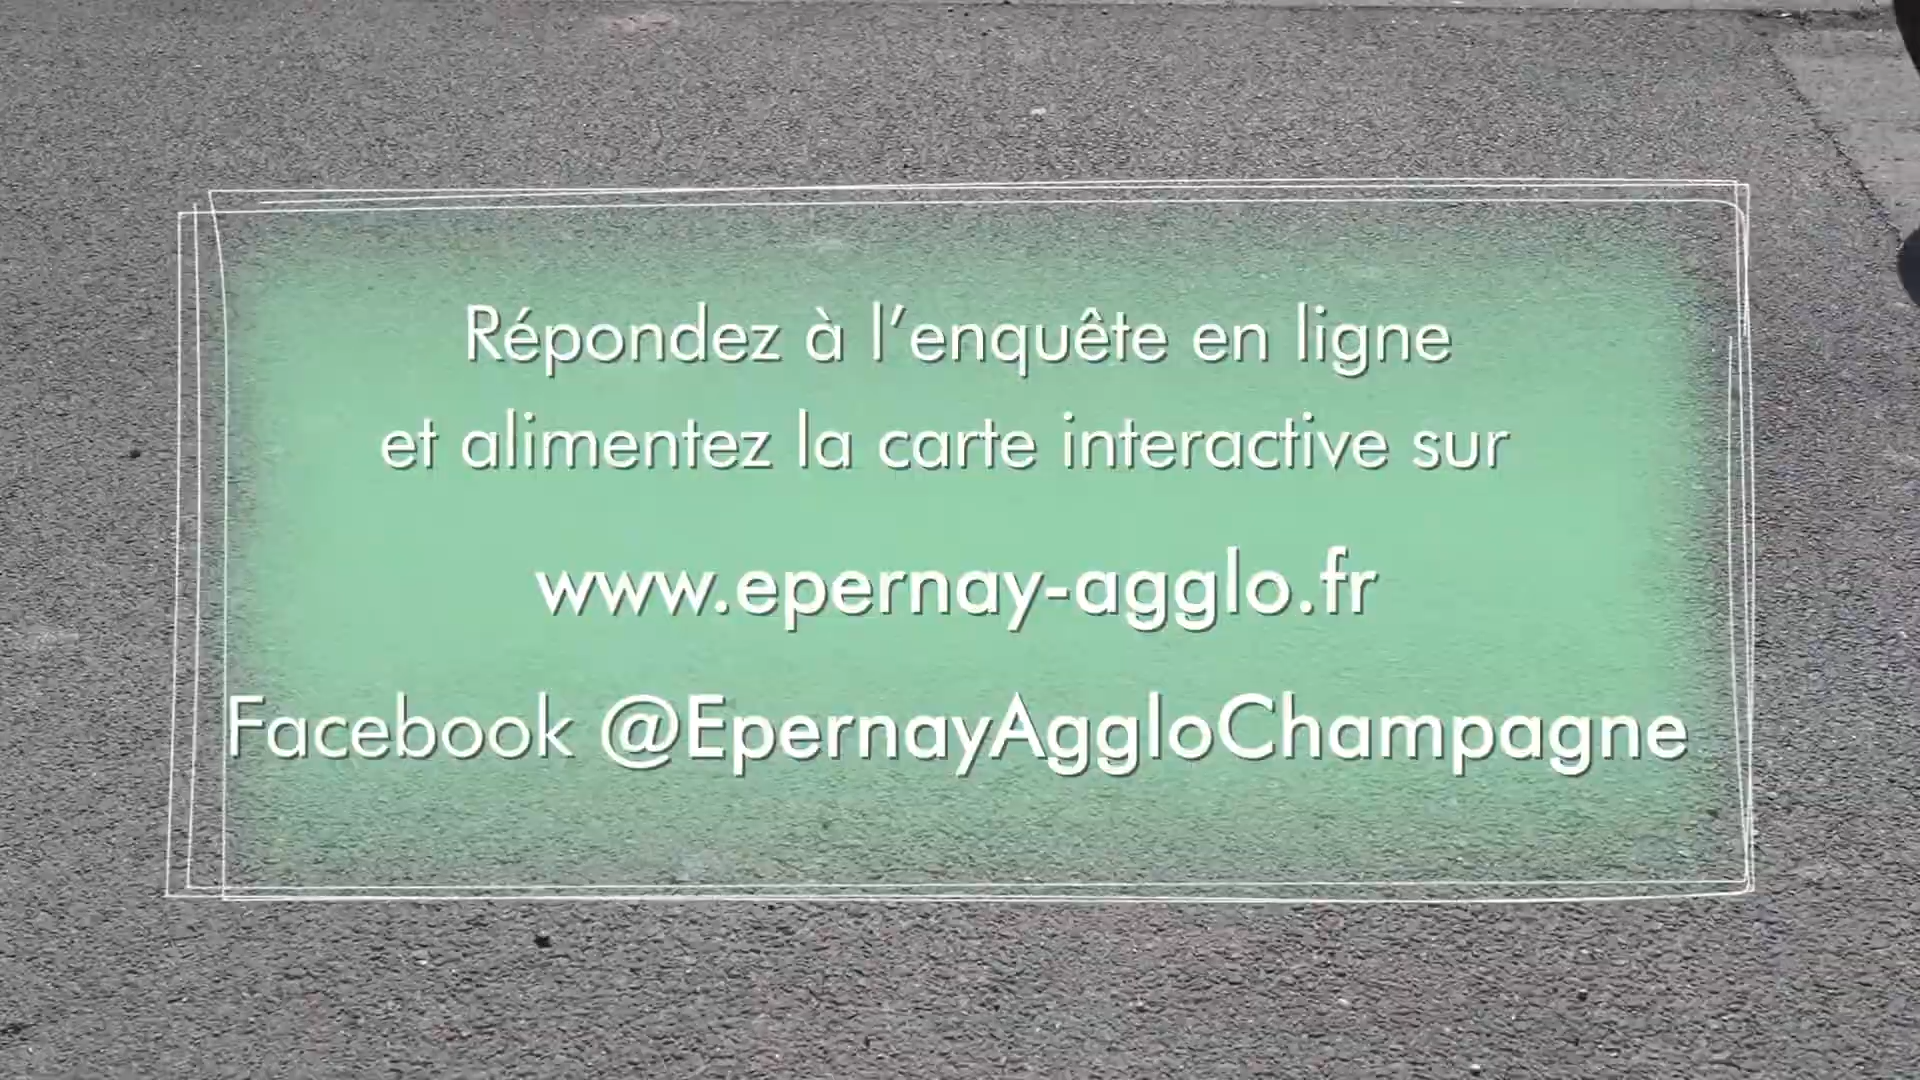 Répondez à l’enquête en ligne
et alimentez la carte interactive sur
www.epernay-agglo.fr
Facebook @EpernayAggloChampagne